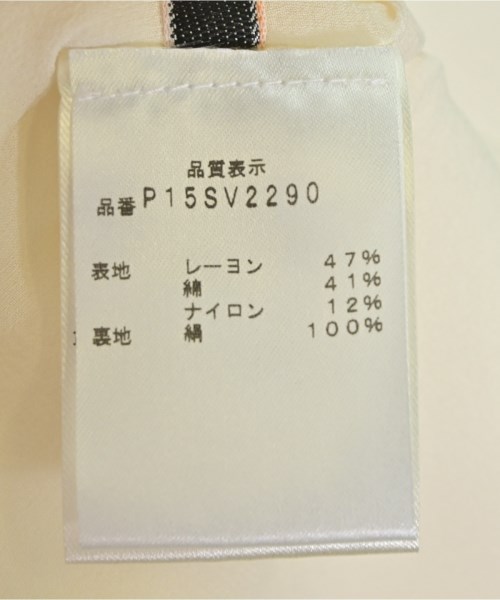 品質表示
品番 P15SV2290
表地 レーヨン 47%
綿 41%
ナイロン 12%
裏地 絹 100%